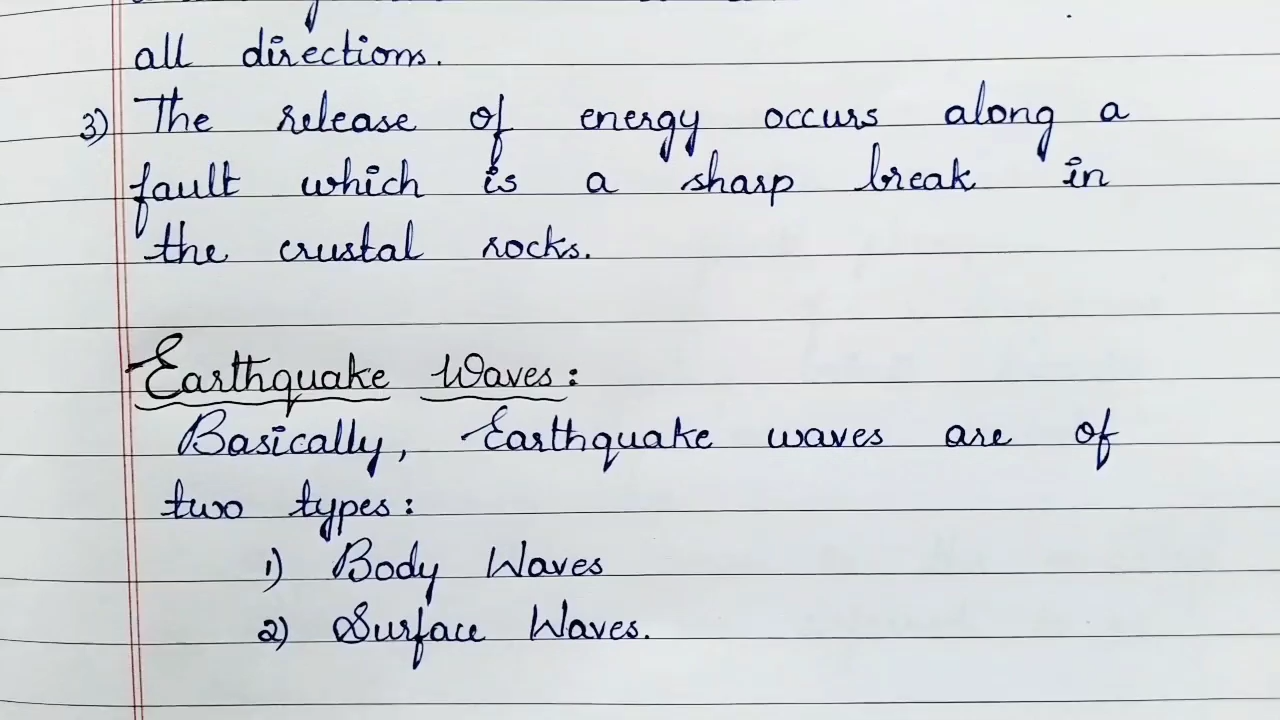 all directions.
3) The release of energy occurs along a
fault which is a sharp break in
the crustal rocks.
Earthquake Waves:
Basically, Earthquake waves are of
two types:
1) Body Waves
2) Surface Waves.